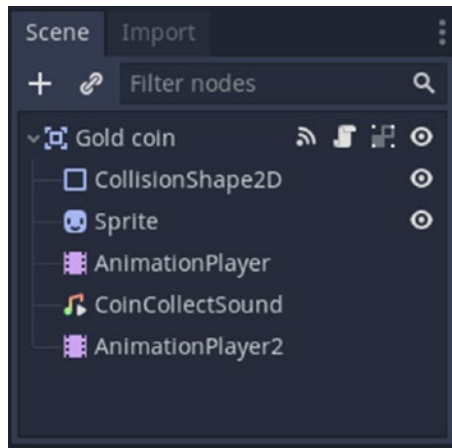 Scene Import
Filter nodes
Gold coin
CollisionShape2D
Sprite
AnimationPlayer
CoinCollectSound
AnimationPlayer2